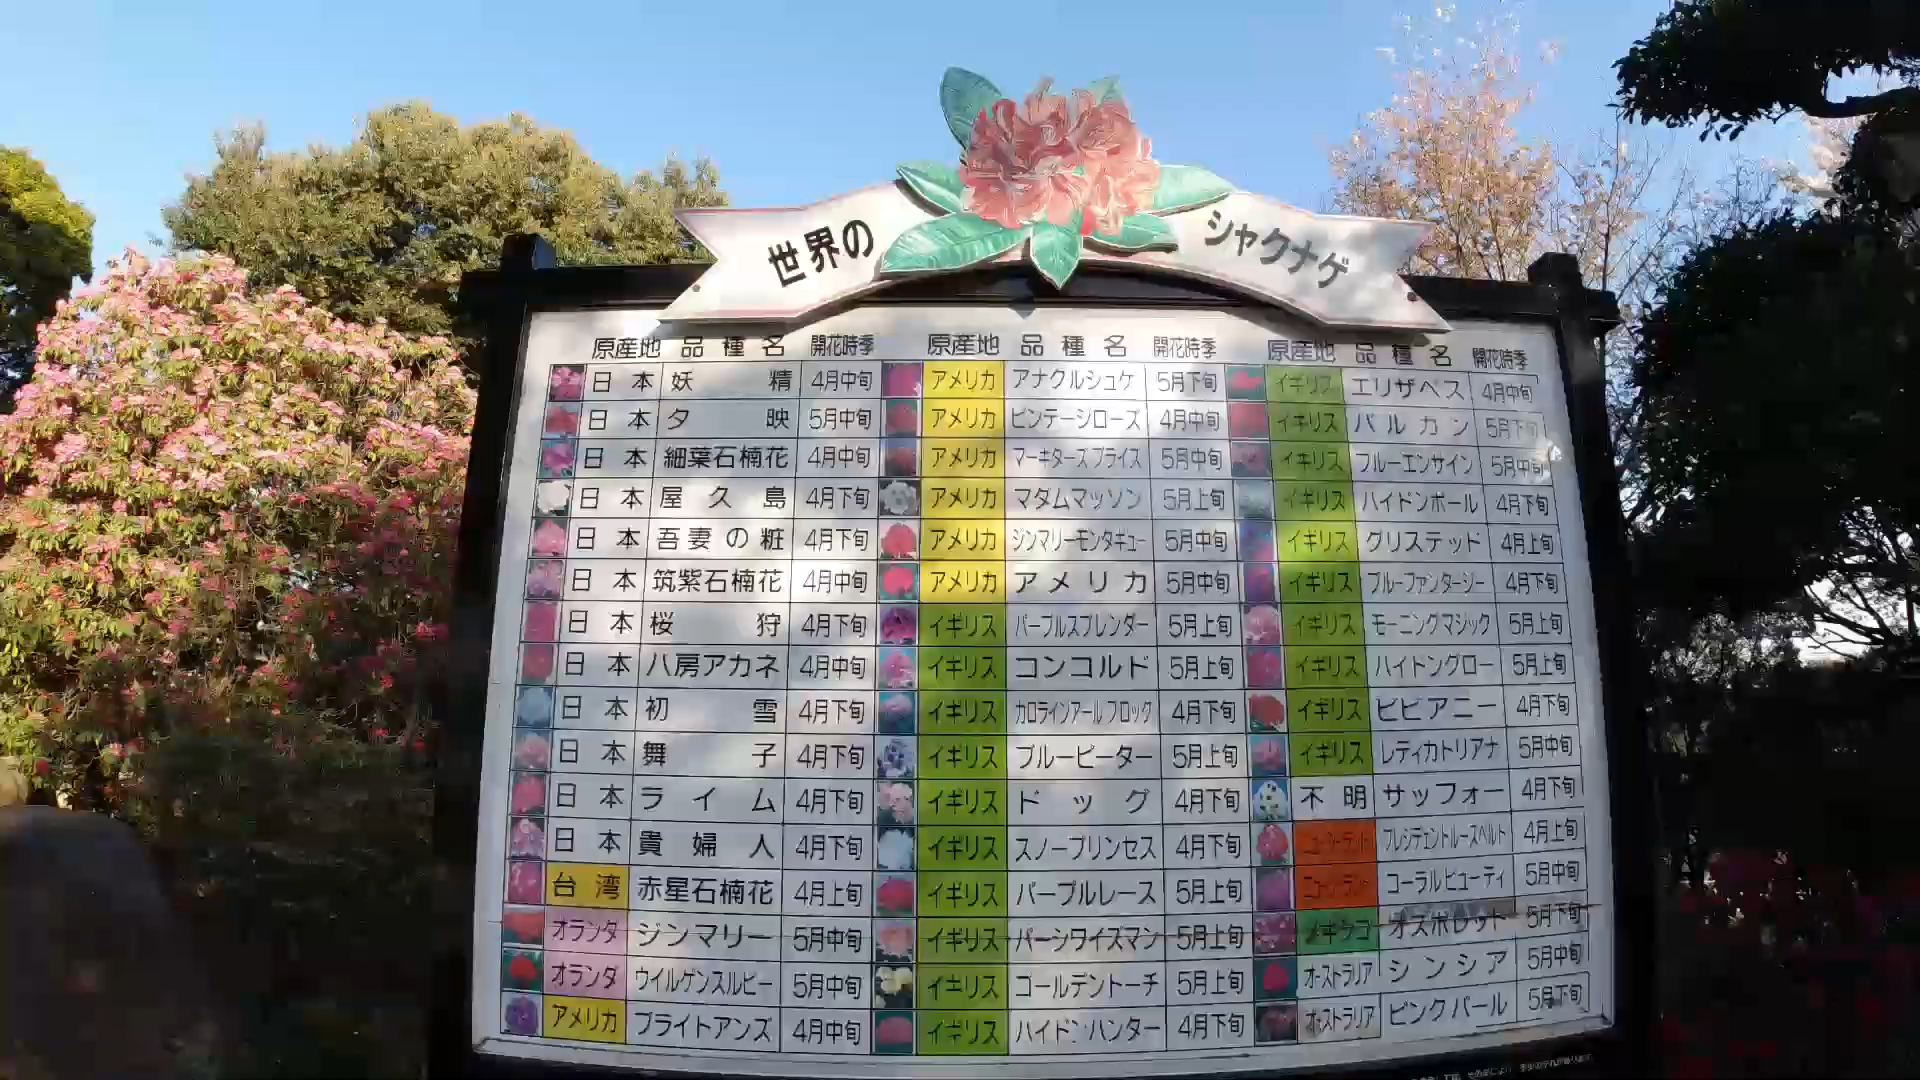 世界の シャクナゲ
原産地 品種名 開花時季 原産地 品種名 開花時季 原産地 品種名 開花時季
日本 妖精 4月中旬 アメリカ アナクルシュケ 5月下旬 イギリス エリザベス 4月中旬
日本 夕映 5月中旬 アメリカ ビンテージローズ 4月中旬 イギリス バルカン 5月下旬
日本 細葉石楠花 4月中旬 アメリカ マーキターズプライス 5月中旬 イギリス フルーエンサイン 5月中旬
日本 屋久島 4月下旬 アメリカ マダムマッソン 5月上旬 イギリス ハイドンボール 4月下旬
日本 吾妻の粧 4月下旬 アメリカ ジンマリーモンタギュー 5月中旬 イギリス グリステッド 4月上旬
日本 筑紫石楠花 4月中旬 アメリカ アメリカ 5月中旬 イギリス ブルーファンタージー 4月下旬
日本 桜狩 4月下旬 イギリス パープルスプレンダー 5月上旬 イギリス モーニングマジック 5月上旬
日本 八房アカネ 4月中旬 イギリス コンコルド 5月上旬 イギリス ハイドングロー 5月上旬
日本 初雪 4月下旬 イギリス カロラインアールブロック 4月下旬 イギリス ビビアニー 4月下旬
日本 舞子 4月下旬 イギリス ブルーピーター 5月上旬 イギリス レディカトリアナ 5月中旬
日本 ライム 4月下旬 イギリス ドッグ 4月下旬 不明 サッフォー 4月下旬
日本 貴婦人 4月下旬 イギリス スノープリンセス 4月下旬 プレジデントルーズベルト 4月上旬
台湾 赤星石楠花 4月上旬 イギリス パープルレース 5月上旬 コーラルビューティ 5月中旬
オランダ ジンマリー 5月中旬 イギリス パーシワイズマン 5月上旬 オスボレット 5月下旬
オランダ ウイルゲンスルビー 5月中旬 イギリス ゴールデントーチ 5月上旬 オーストラリア シンシア 5月中旬
アメリカ ブライトアンズ 4月中旬 イギリス ハイドンハンター 4月下旬 オーストラリア ピンクパール 5月下旬